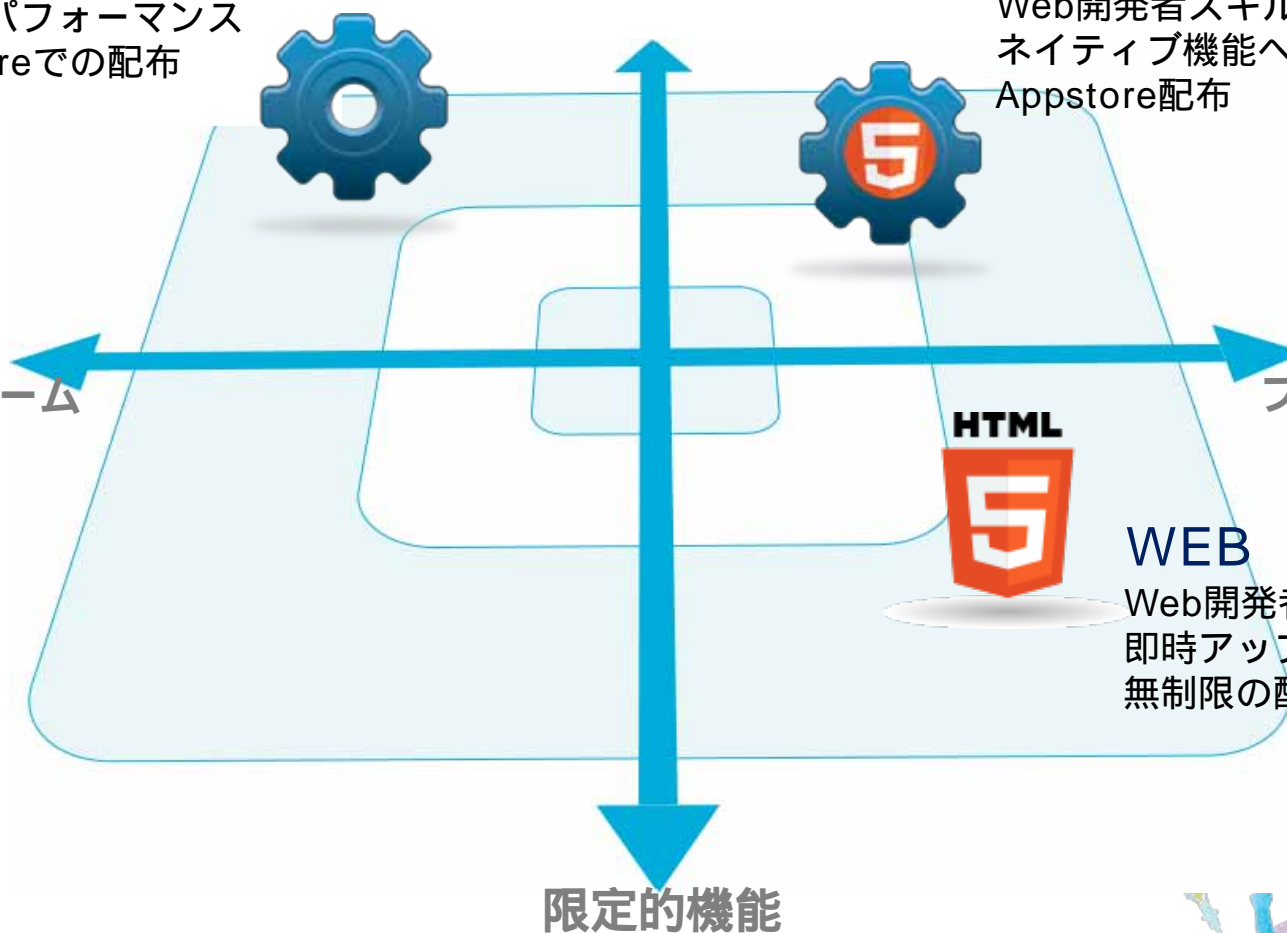 パフォーマンス
reでの配布
Web開発者スキル
ネイティブ機能へ
Appstore配布
5
ーム
HTML
5
WEB
Web開発者
即時アップ
無制限の配
限定的機能